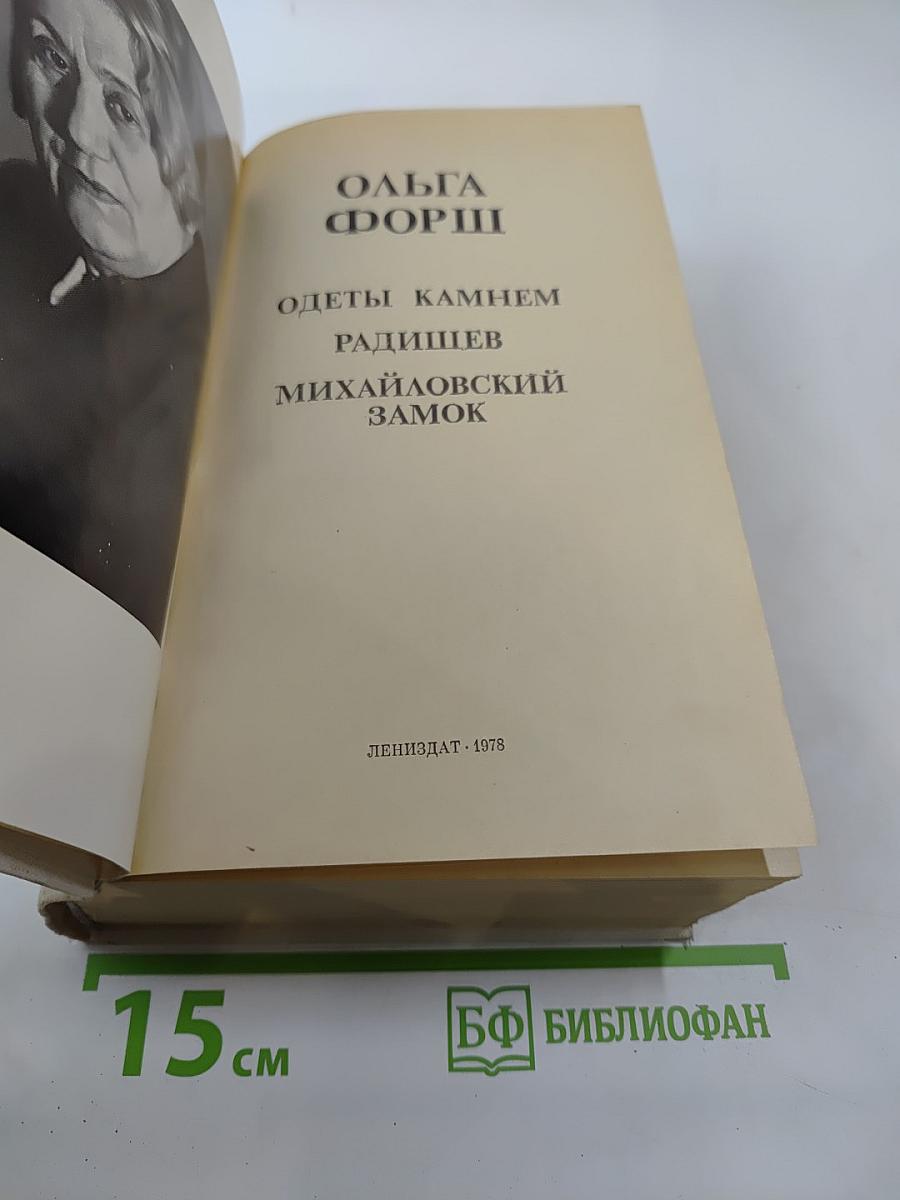 ОЛЬГА
ФОРШ
ОДЕТЫ КАМНЕМ
РАДИЩЕВ
МИХАЙЛОВСКИЙ
ЗАМОК
ЛЕНИЗДАТ · 1978
15 см
БФ БИБЛИОФАН